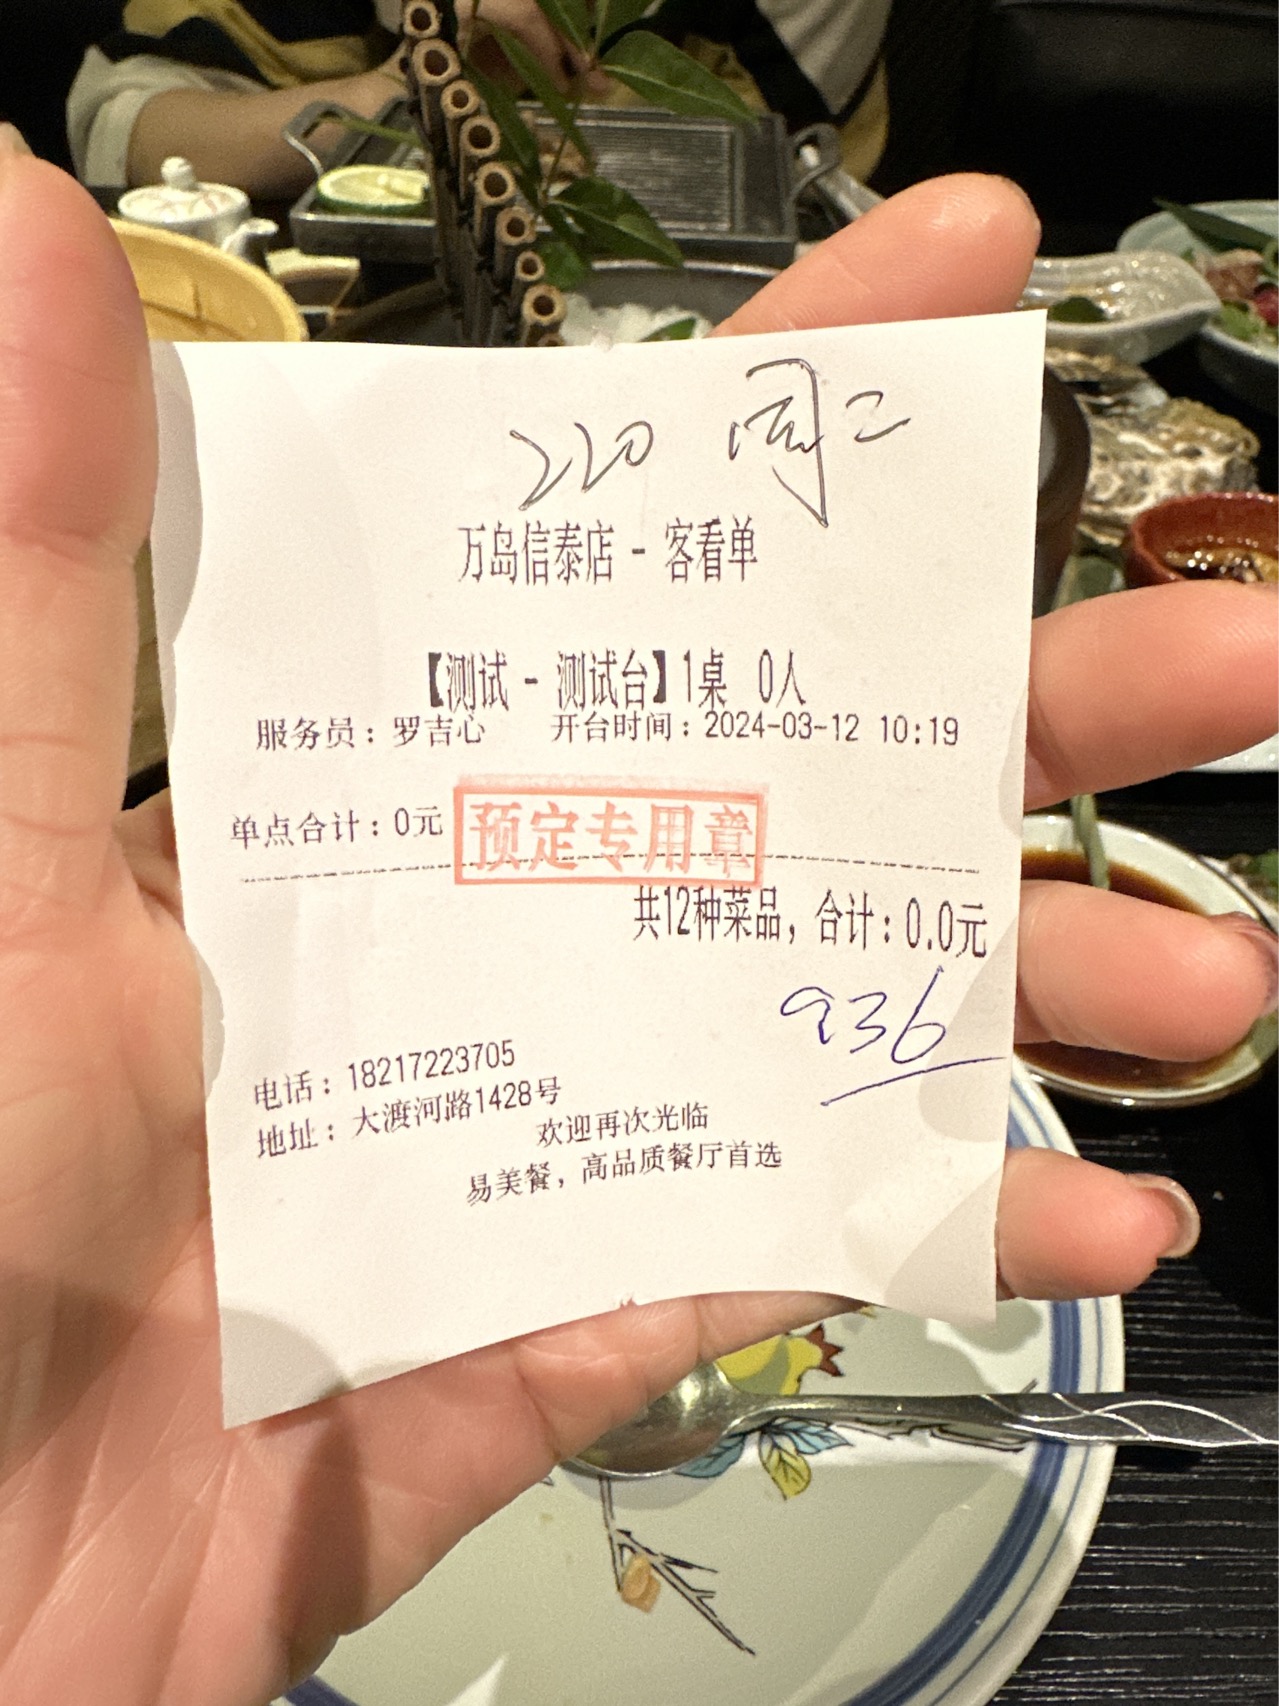 220 周二
万岛信泰店 - 客看单
【测试 - 测试台】1桌 0人
服务员：罗吉心 开台时间：2024-03-12 10:19
单点合计：0元
预定专用章
共12种菜品，合计：0.0元
936
电话：18217223705
地址：大渡河路1428号
欢迎再次光临
易美餐，高品质餐厅首选